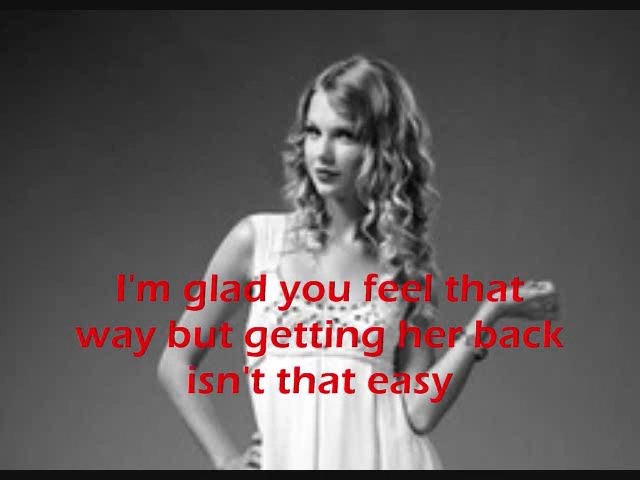 I'm glad you feel that
way but getting her back
isn't that easy